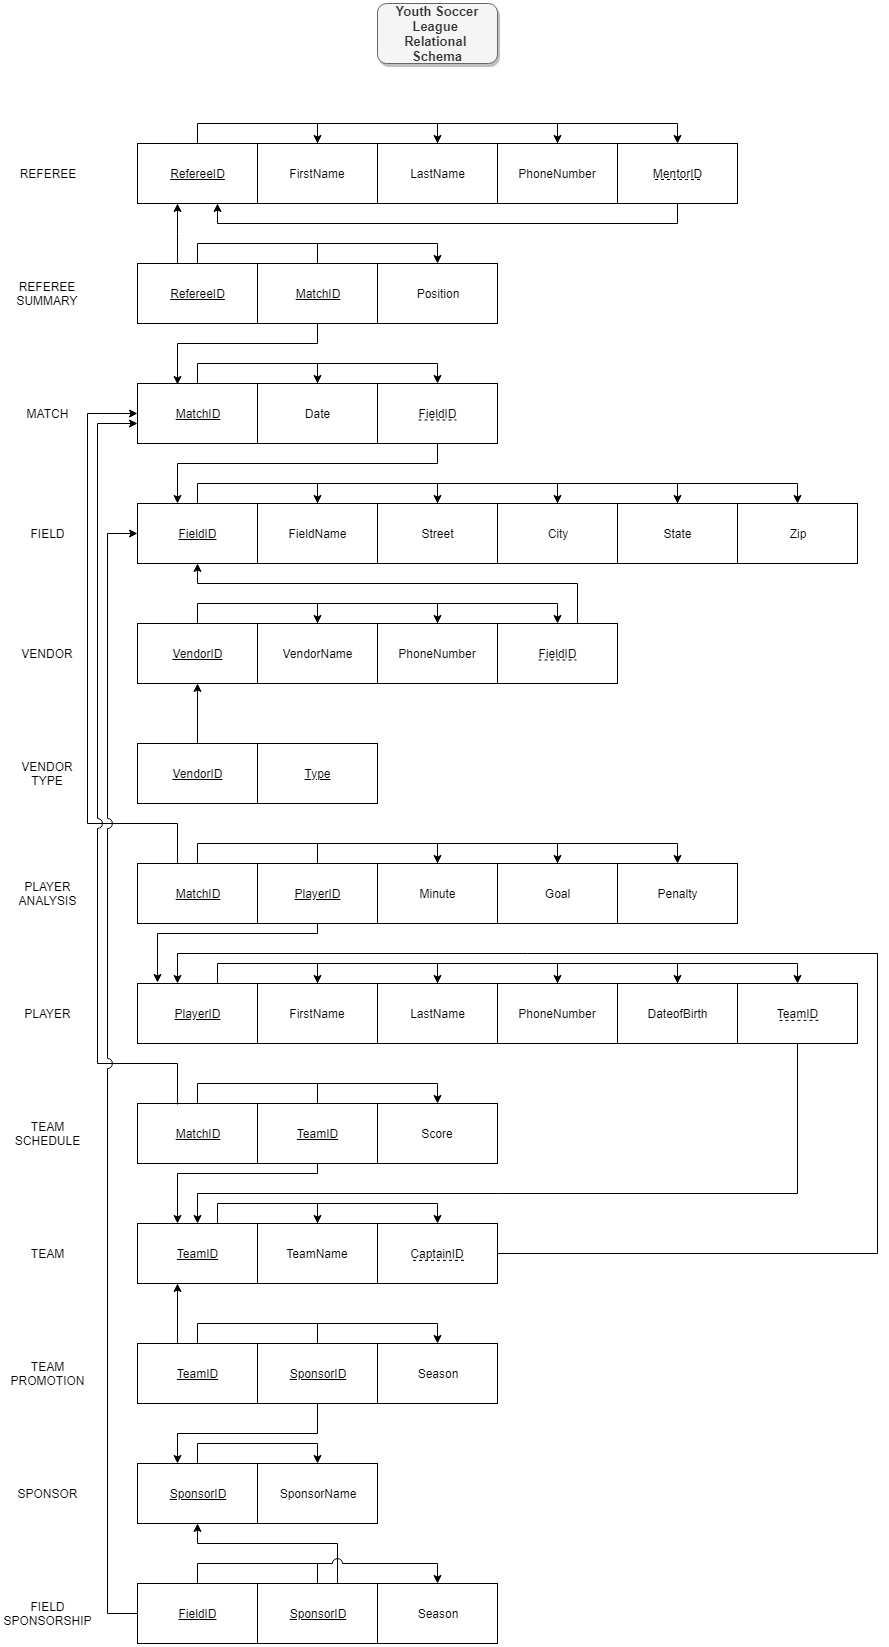 Youth Soccer
League
Relational
Schema
REFEREE
RefereeID
FirstName
LastName
PhoneNumber
MentorID
REFEREE
SUMMARY
RefereeID
MatchID
Position
MATCH
MatchID
Date
FieldID
FIELD
FieldID
FieldName
Street
City
State
Zip
VENDOR
VendorID
VendorName
PhoneNumber
FieldID
VENDOR
TYPE
VendorID
Type
PLAYER
ANALYSIS
MatchID
PlayerID
Minute
Goal
Penalty
PLAYER
PlayerID
FirstName
LastName
PhoneNumber
DateofBirth
TeamID
TEAM
SCHEDULE
MatchID
TeamID
Score
TEAM
TeamID
TeamName
CaptainID
TEAM
PROMOTION
TeamID
SponsorID
Season
SPONSOR
SponsorID
SponsorName
FIELD
SPONSORSHIP
FieldID
SponsorID
Season